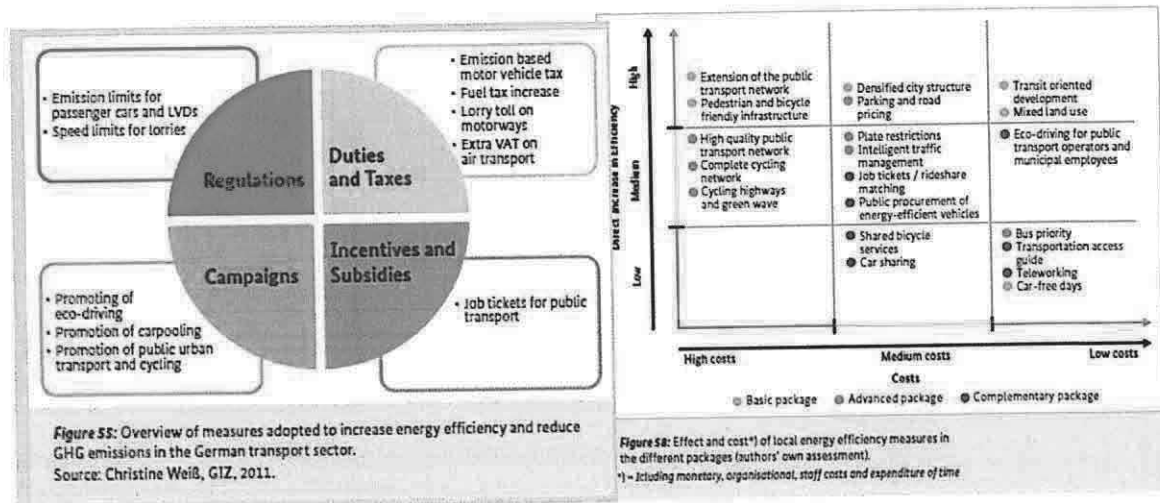 • Emission limits for
passenger cars and LVDs
• Speed limits for lorries
• Emission based
motor vehicle tax
• Fuel tax increase
• Lorry toll on
motorways
• Extra VAT on
air transport
Regulations
Duties
and Taxes
Campaigns
Incentives and
Subsidies
• Promoting of
eco-driving
• Promotion of carpooling
• Promotion of public urban
transport and cycling
• Job tickets for public
transport
Figure 55: Overview of measures adopted to increase energy efficiency and reduce
GHG emissions in the German transport sector.
Source: Christine Weiß, GIZ, 2011.
Direct Increase in Efficiency
High
Medium
Low
Extension of the public
transport network
Pedestrian and bicycle
friendly infrastructure
Densified city structure
Parking and road
pricing
Transit oriented
development
Mixed land use
High quality public
transport network
Complete cycling
network
Cycling highways
and green wave
Plate restrictions
Intelligent traffic
management
Job tickets / rideshare
matching
Public procurement of
energy-efficient vehicles
Eco-driving for public
transport operators and
municipal employees
Shared bicycle
services
Car sharing
Bus priority
Transportation access
guide
Teleworking
Car-free days
High costs
Medium costs
Low costs
Costs
Basic package
Advanced package
Complementary package
Figure 58: Effect and cost*) of local energy efficiency measures in
the different packages (authors' own assessment).
*) = Icluding monetary, organisational, staff costs and expenditure of time